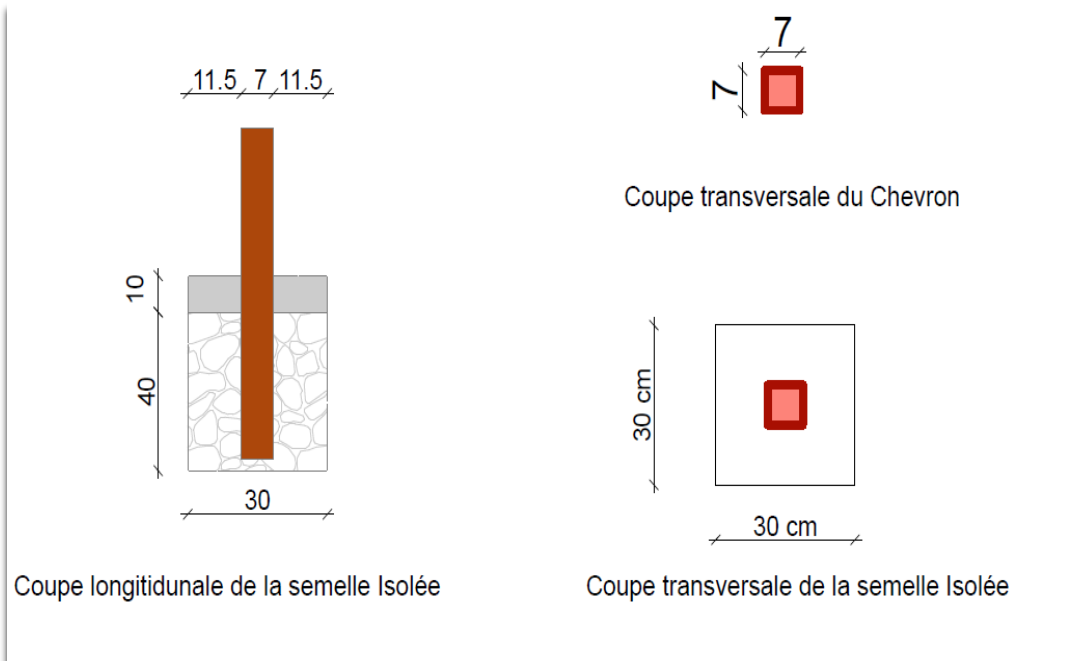 11.5 7 11.5
10
40
30
Coupe longitidunale de la semelle Isolée
7
7
Coupe transversale du Chevron
30 cm
30 cm
Coupe transversale de la semelle Isolée